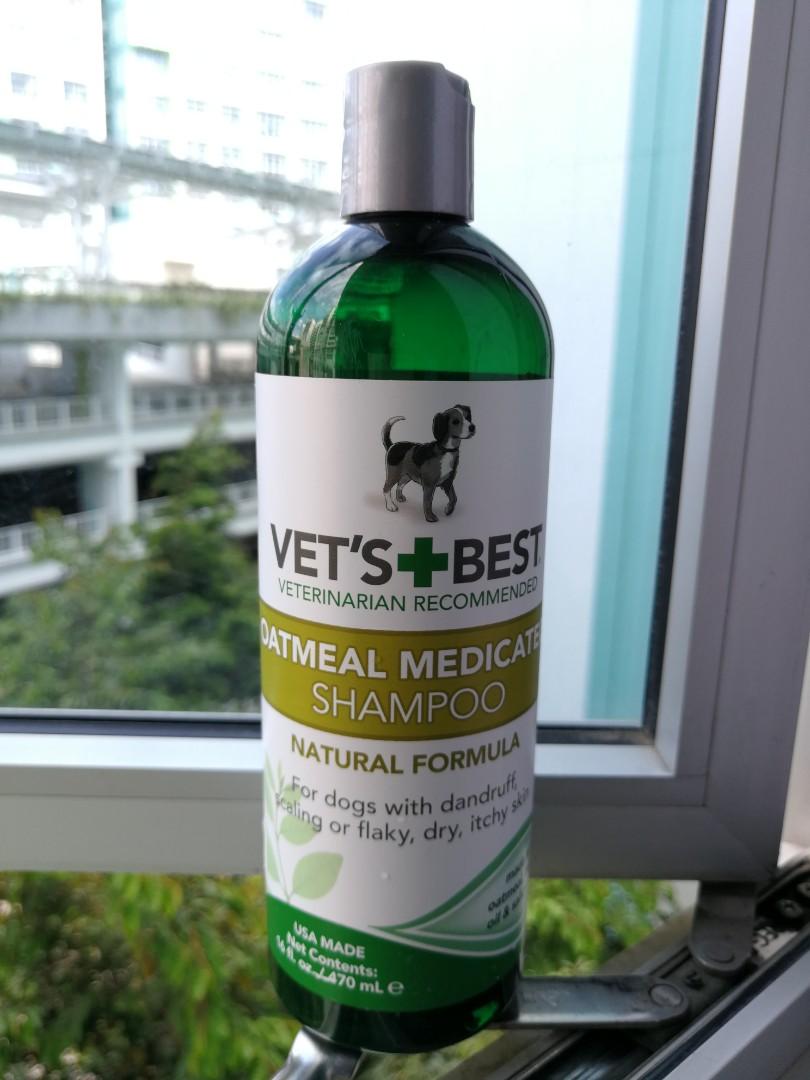 VET'S BEST
VETERINARIAN RECOMMENDED
OATMEAL MEDICATE
SHAMPOO
NATURAL FORMULA
For dogs with dandruff,
scaling or flaky, dry, itchy skin
oil &
USA MADE
Net Contents:
16 fl. oz./470 mL e